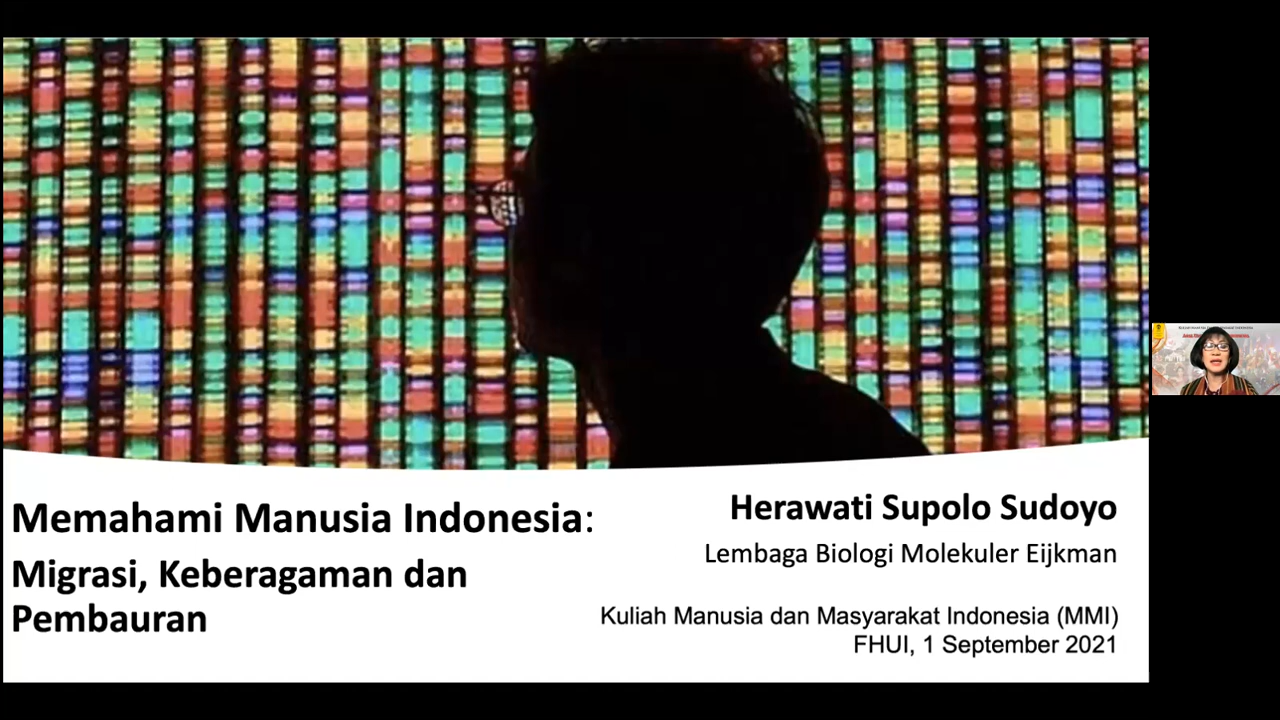 Memahami Manusia Indonesia:
Migrasi, Keberagaman dan
Pembauran
Herawati Supolo Sudoyo
Lembaga Biologi Molekuler Eijkman
Kuliah Manusia dan Masyarakat Indonesia (MMI)
FHUI, 1 September 2021